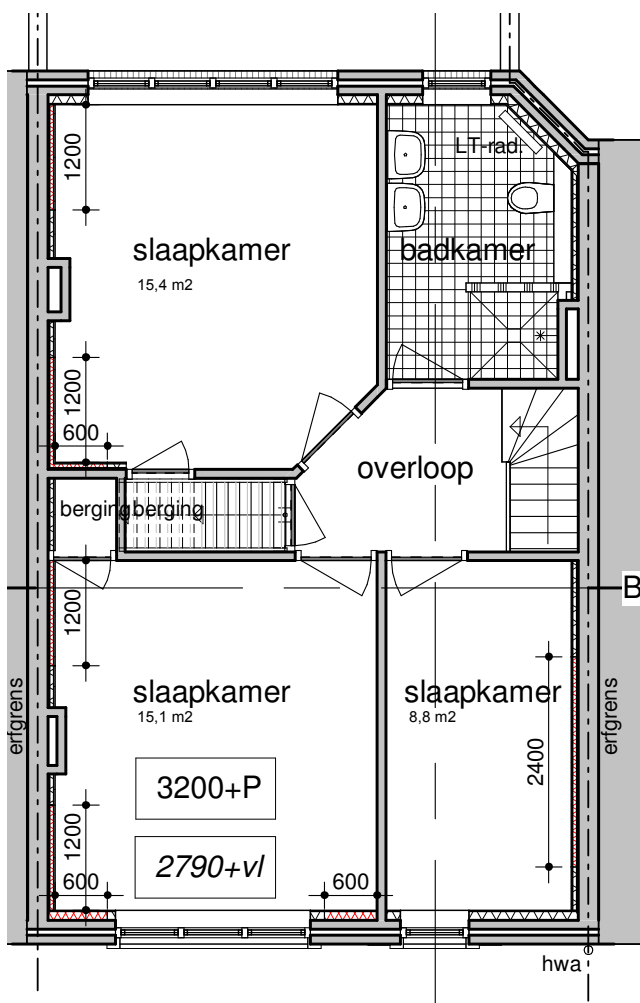 1200
LT-rad.
slaapkamer
badkamer
15,4 m2
1200
600
overloop
bergingberging
1200
B
slaapkamer
slaapkamer
15,1 m2
8,8 m2
erfgrens
erfgrens
2400
3200+P
1200
2790+vl
600
600
hwa